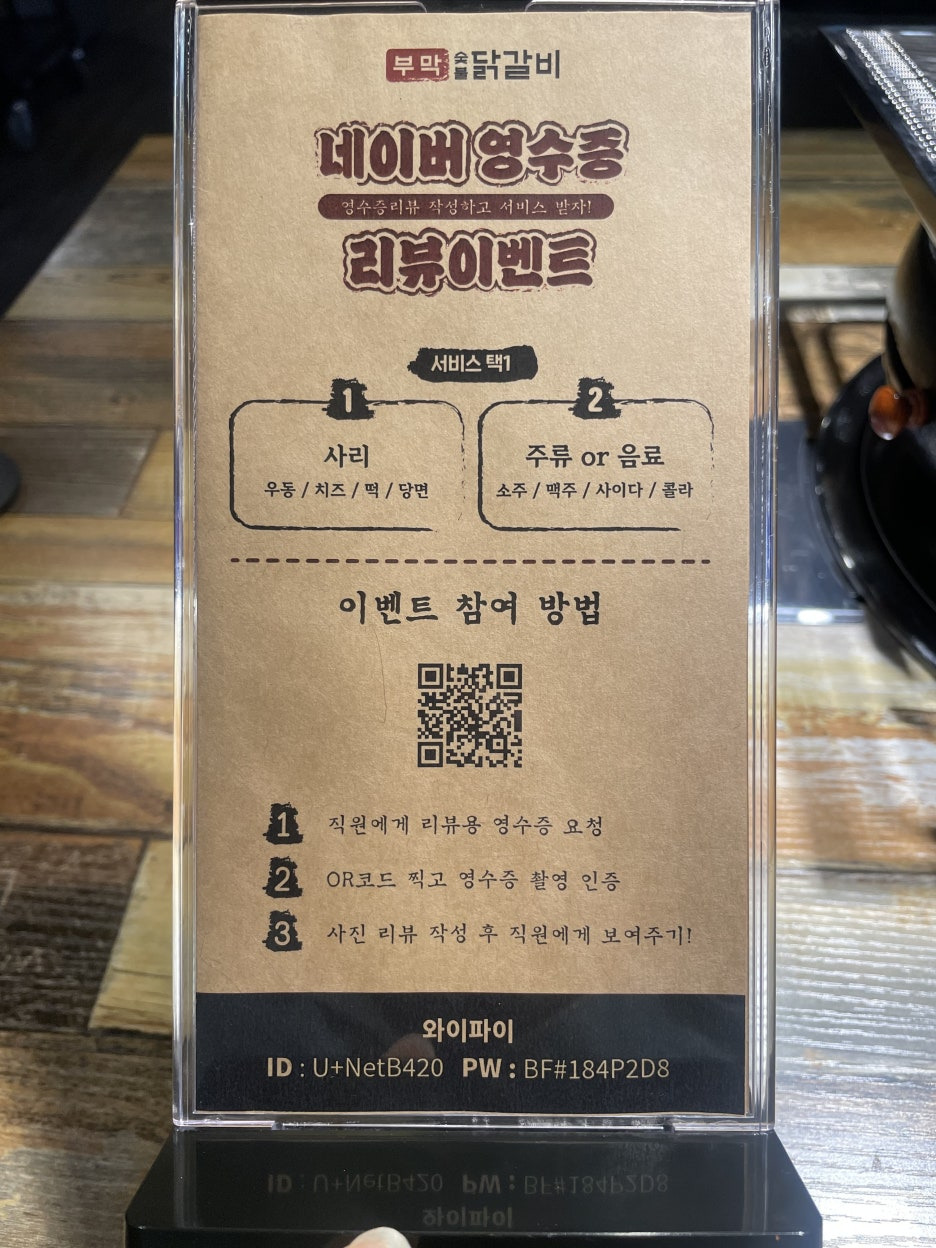 부막 숯불 닭갈비
네이버 영수증
영수증리뷰 작성하고 서비스 받자!
리뷰이벤트
서비스 택1
1
사리
우동 / 치즈 / 떡 / 당면
2
주류 or 음료
소주 / 맥주 / 사이다 / 콜라
이벤트 참여 방법
1 직원에게 리뷰용 영수증 요청
2 QR코드 찍고 영수증 촬영 인증
3 사진 리뷰 작성 후 직원에게 보여주기!
와이파이
ID : U+NetB420 PW : BF#184P2D8